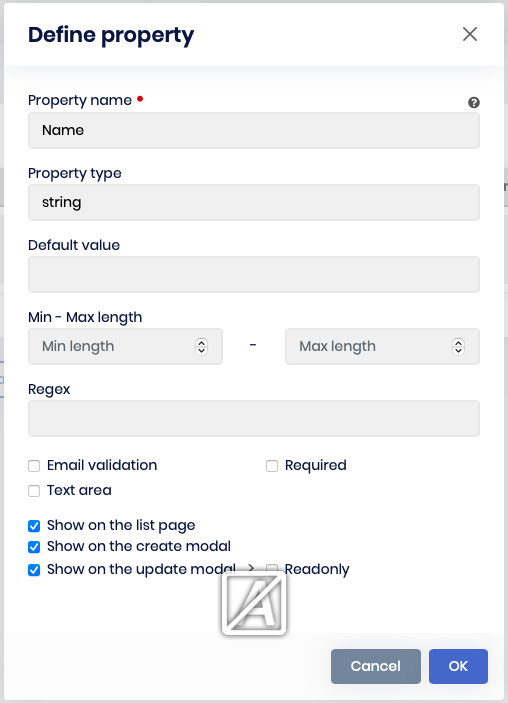 Define property
Property name
Name
Property type
string
Default value
Min - Max length
Min length - Max length
Regex
Email validation Required
Text area
Show on the list page
Show on the create modal
Show on the update modal > Readonly
A
Cancel OK